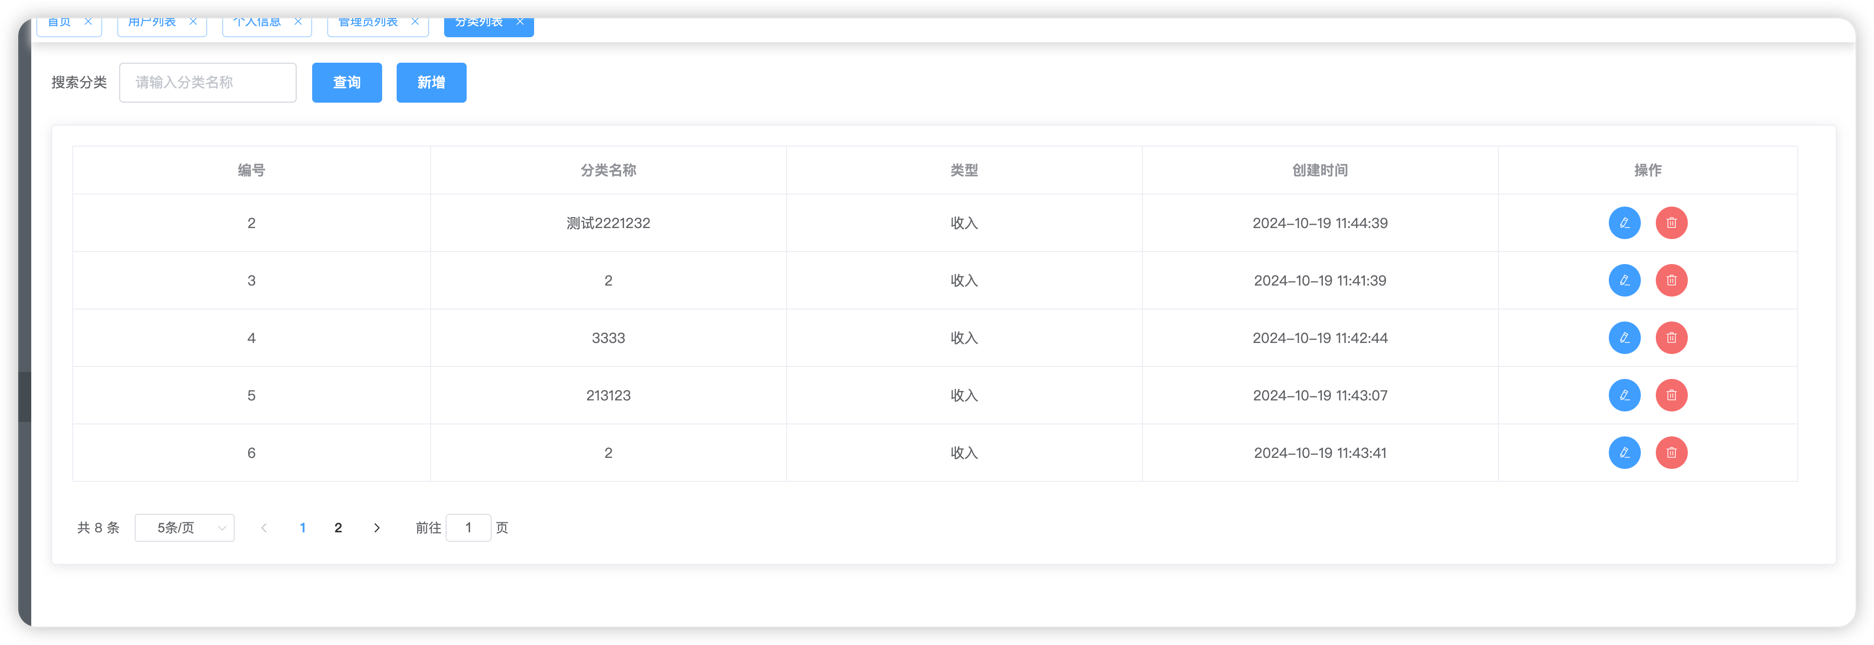 首页 × 用户列表 × 个人信息 × 管理员列表 × 分类列表 ×
搜索分类 请输入分类名称 查询 新增
编号 分类名称 类型 创建时间 操作
2 测试2221232 收入 2024-10-19 11:44:39
3 2 收入 2024-10-19 11:41:39
4 3333 收入 2024-10-19 11:42:44
5 213123 收入 2024-10-19 11:43:07
6 2 收入 2024-10-19 11:43:41
共 8 条 5条/页 1 2 前往 1 页